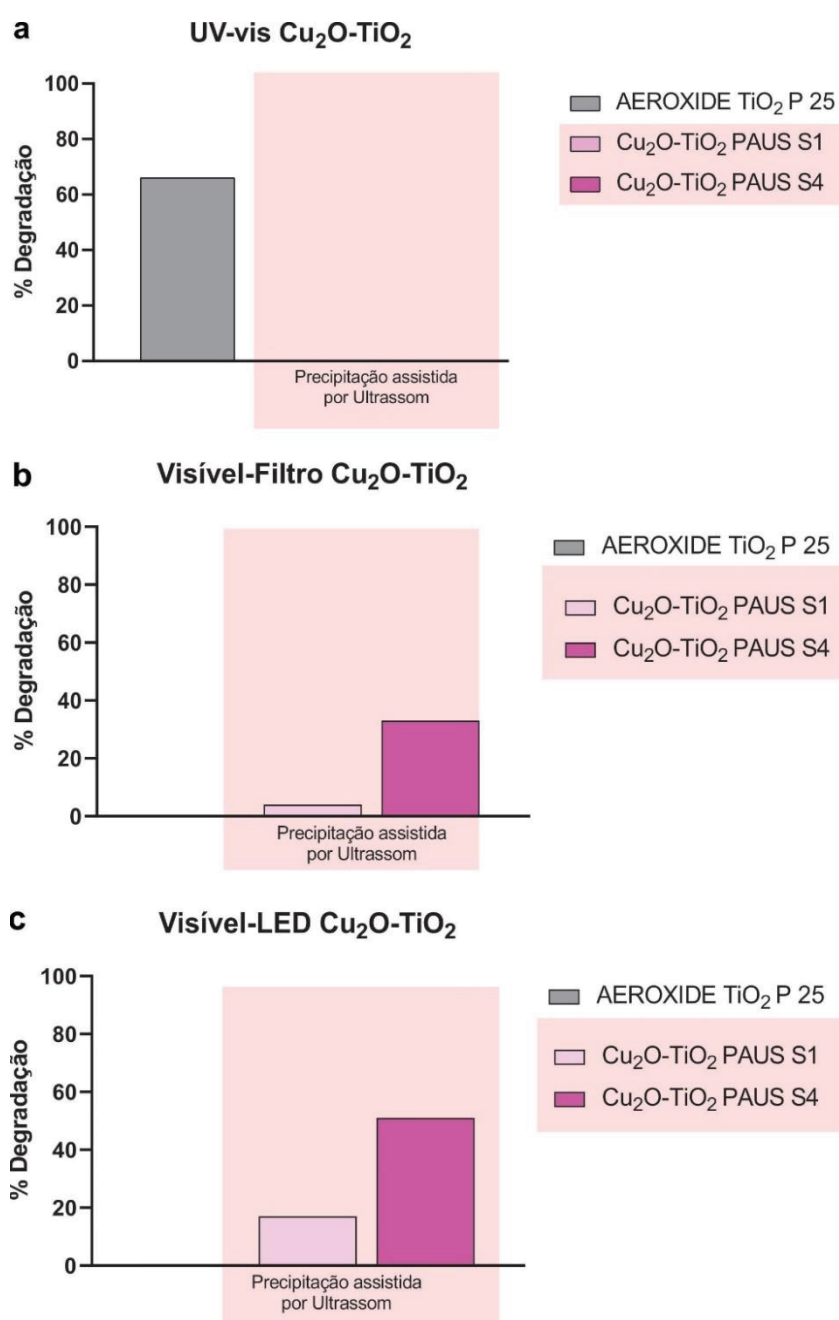 a
UV-vis Cu₂O-TiO₂
% Degradação
100
80
60
40
20
0
Precipitação assistida
por Ultrassom
AEROXIDE TiO₂ P 25
Cu₂O-TiO₂ PAUS S1
Cu₂O-TiO₂ PAUS S4
b
Visível-Filtro Cu₂O-TiO₂
% Degradação
100
80
60
40
20
0
Precipitação assistida
por Ultrassom
AEROXIDE TiO₂ P 25
Cu₂O-TiO₂ PAUS S1
Cu₂O-TiO₂ PAUS S4
c
Visível-LED Cu₂O-TiO₂
% Degradação
100
80
60
40
20
0
Precipitação assistida
por Ultrassom
AEROXIDE TiO₂ P 25
Cu₂O-TiO₂ PAUS S1
Cu₂O-TiO₂ PAUS S4